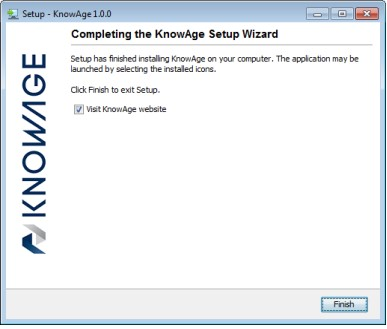 Setup - KnowAge 1.0.0
Completing the KnowAge Setup Wizard
Setup has finished installing KnowAge on your computer. The application may be
launched by selecting the installed icons.
Click Finish to exit Setup.
Visit KnowAge website
KNOWAGE
Finish